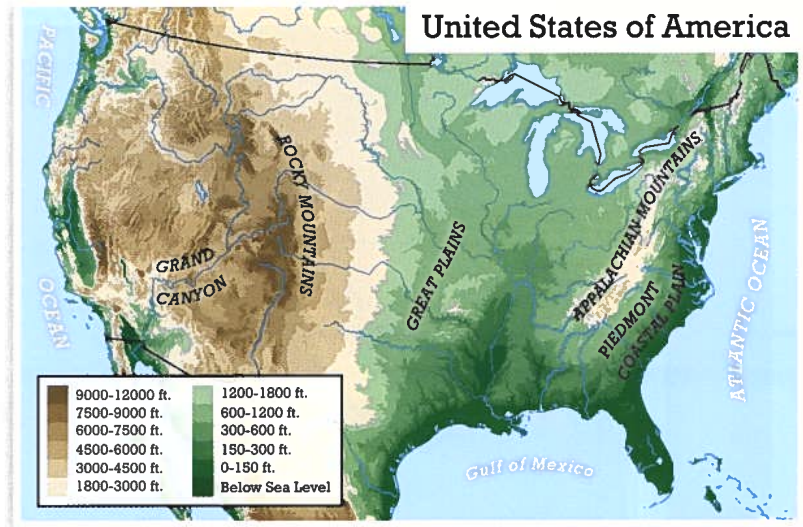 United States of America
PACIFIC
OCEAN
ROCKY MOUNTAINS
GRAND
CANYON
GREAT PLAINS
APPALACHIAN MOUNTAINS
PIEDMONT
COASTAL PLAIN
ATLANTIC OCEAN
Gulf of Mexico
9000-12000 ft.
7500-9000 ft.
6000-7500 ft.
4500-6000 ft.
3000-4500 ft.
1800-3000 ft.
1200-1800 ft.
600-1200 ft.
300-600 ft.
150-300 ft.
0-150 ft.
Below Sea Level